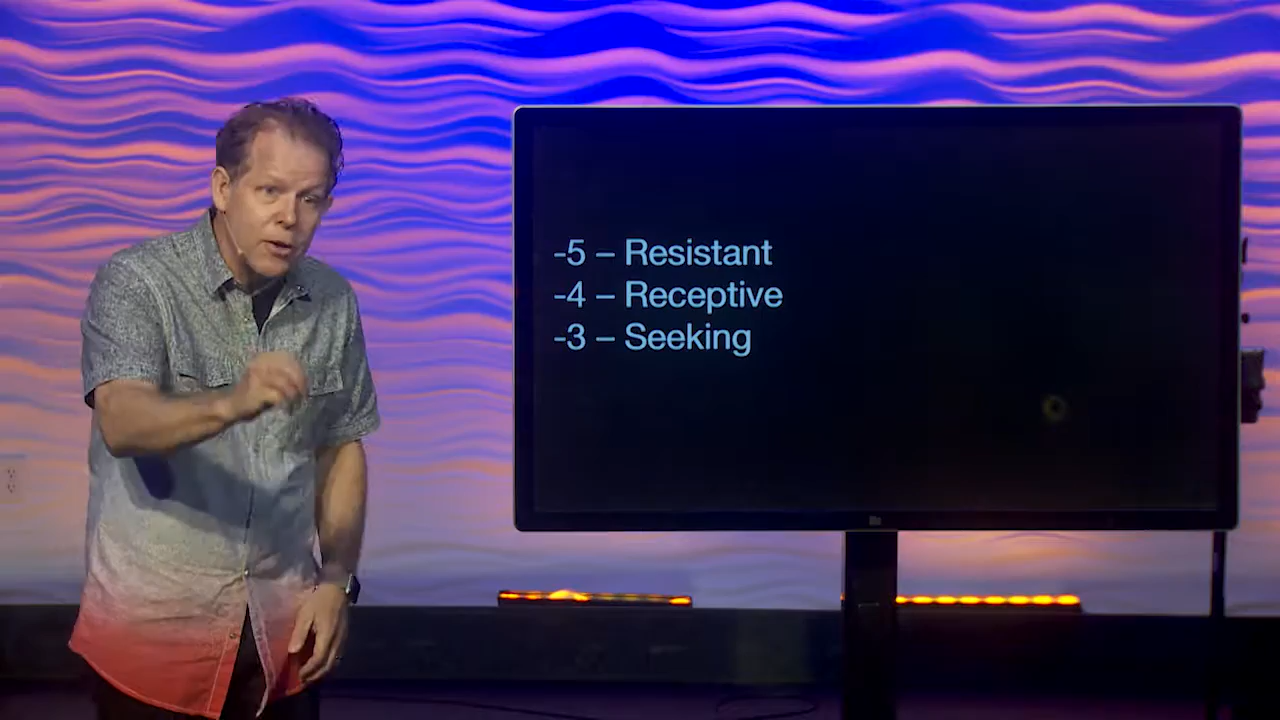 -5 – Resistant
-4 – Receptive
-3 – Seeking